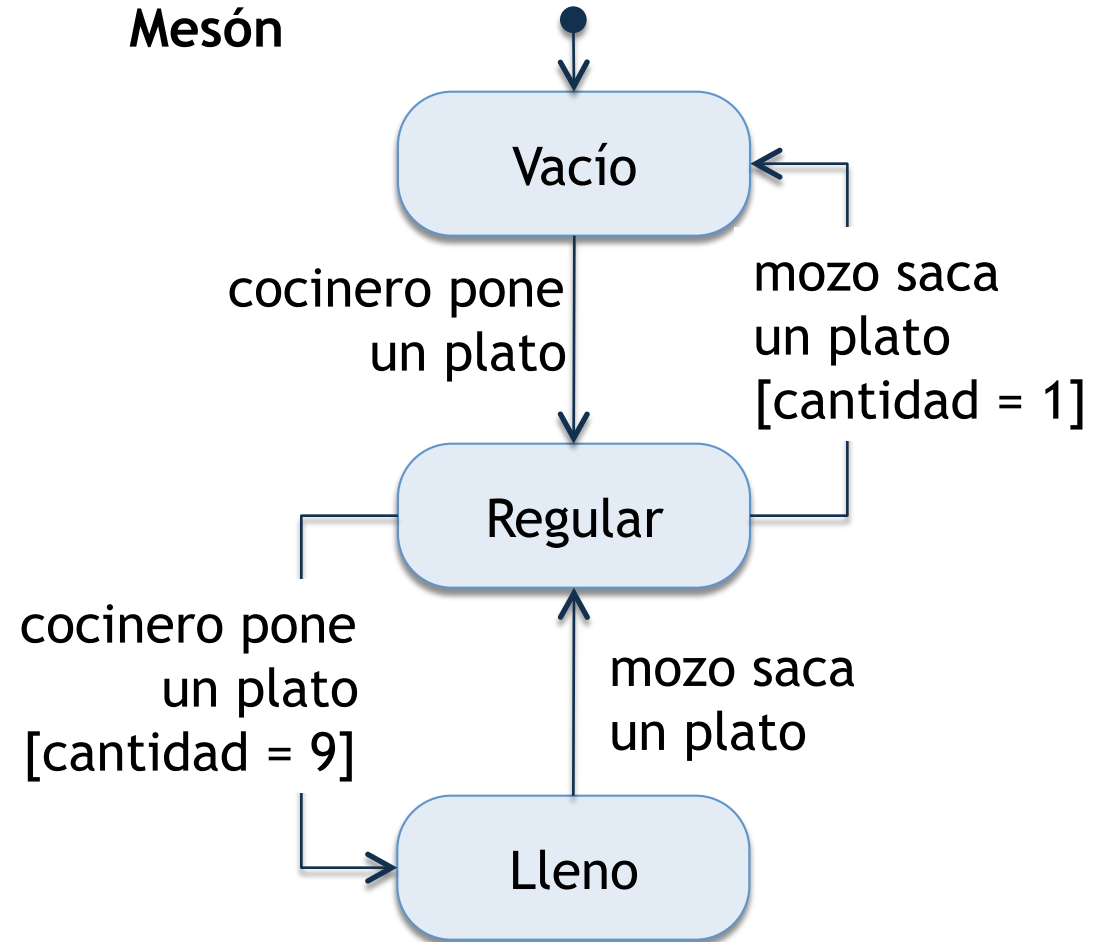 Mesón
Vacío
cocinero pone
un plato
mozo saca
un plato
[cantidad = 1]
Regular
cocinero pone
un plato
[cantidad = 9]
mozo saca
un plato
Lleno